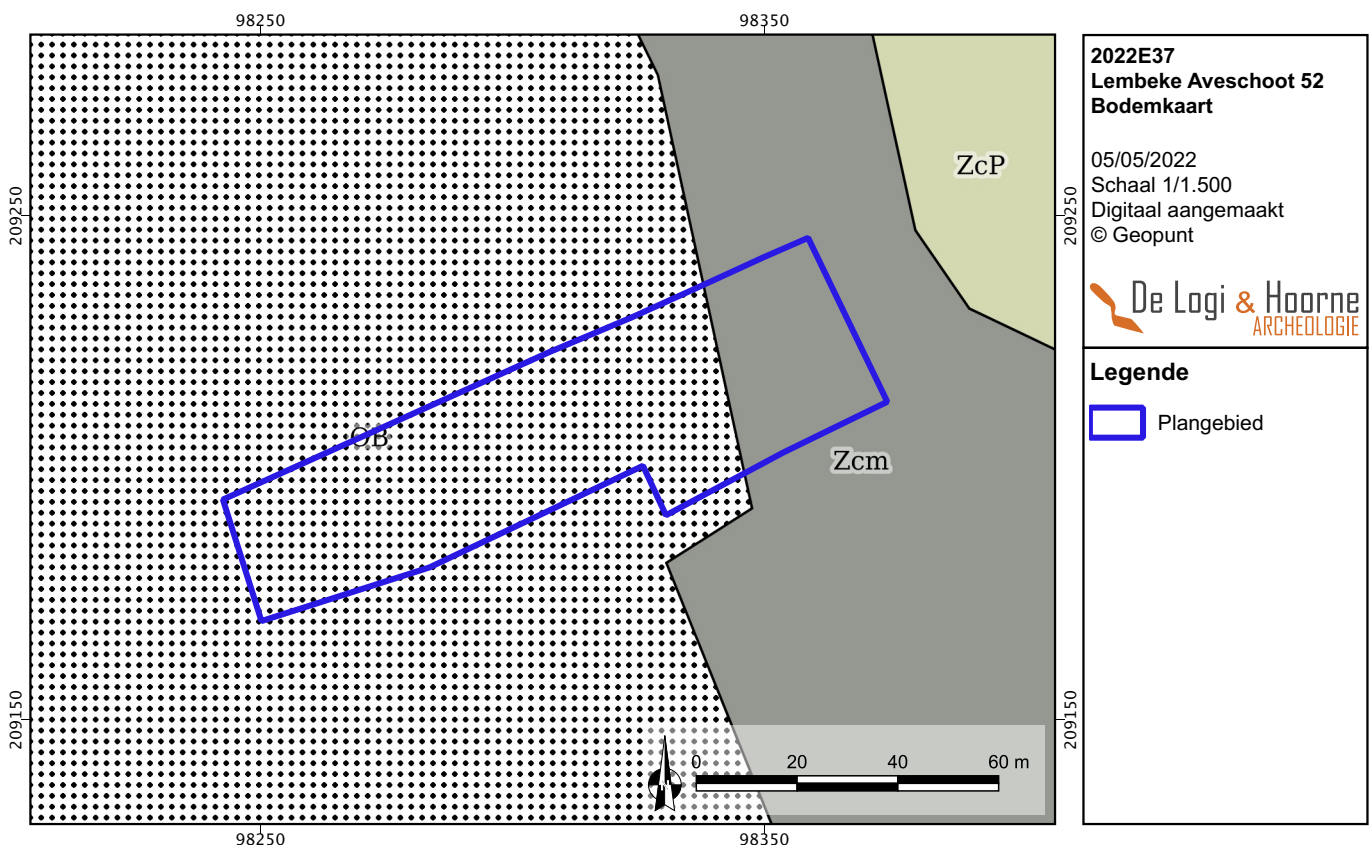 98250
98350
209250
209250
ZcP
OB
Zcm
209150
209150
0
20
40
60 m
98250
98350
2022E37
Lembeke Aveschoot 52
Bodemkaart
05/05/2022
Schaal 1/1.500
Digitaal aangemaakt
© Geopunt
De Logi & Hoorne
ARCHEOLOGIE
Legende
Plangebied